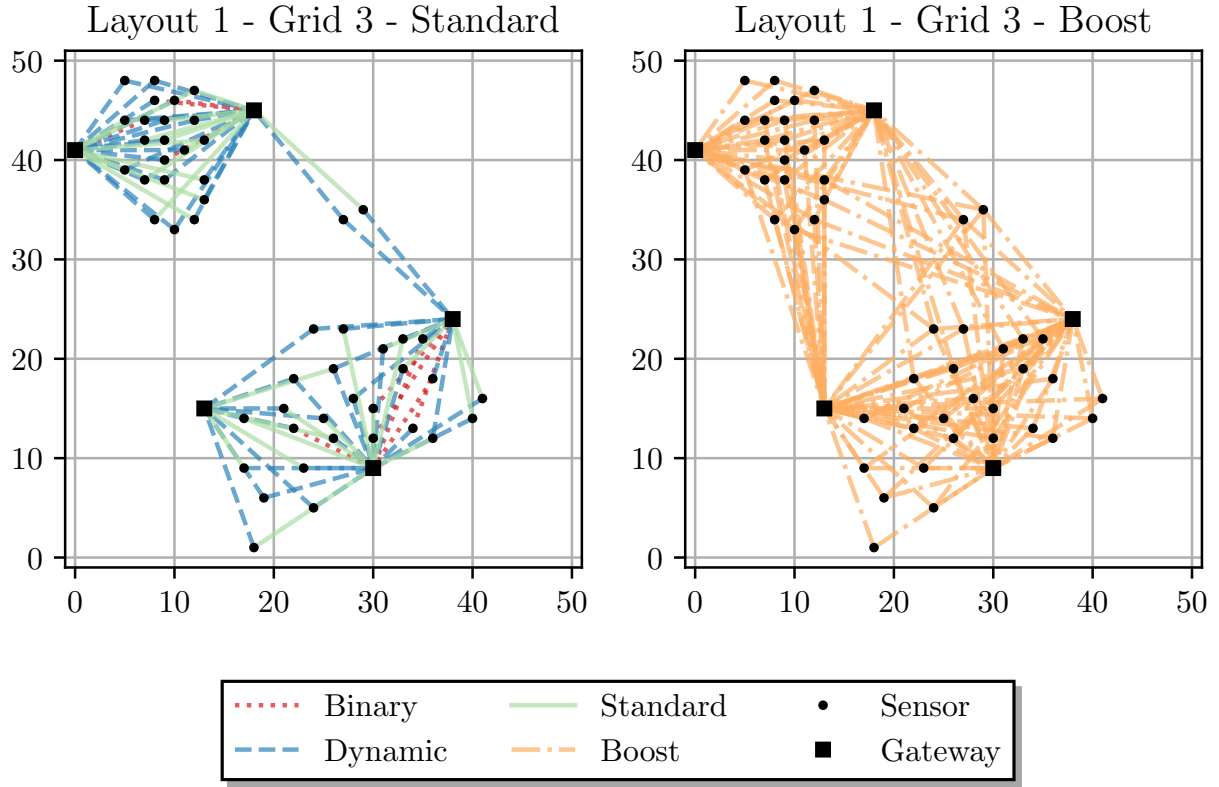 Layout 1 - Grid 3 - Standard
Layout 1 - Grid 3 - Boost
50
40
30
20
10
0
0 10 20 30 40 50
50
40
30
20
10
0
0 10 20 30 40 50
Binary Standard Sensor
Dynamic Boost Gateway